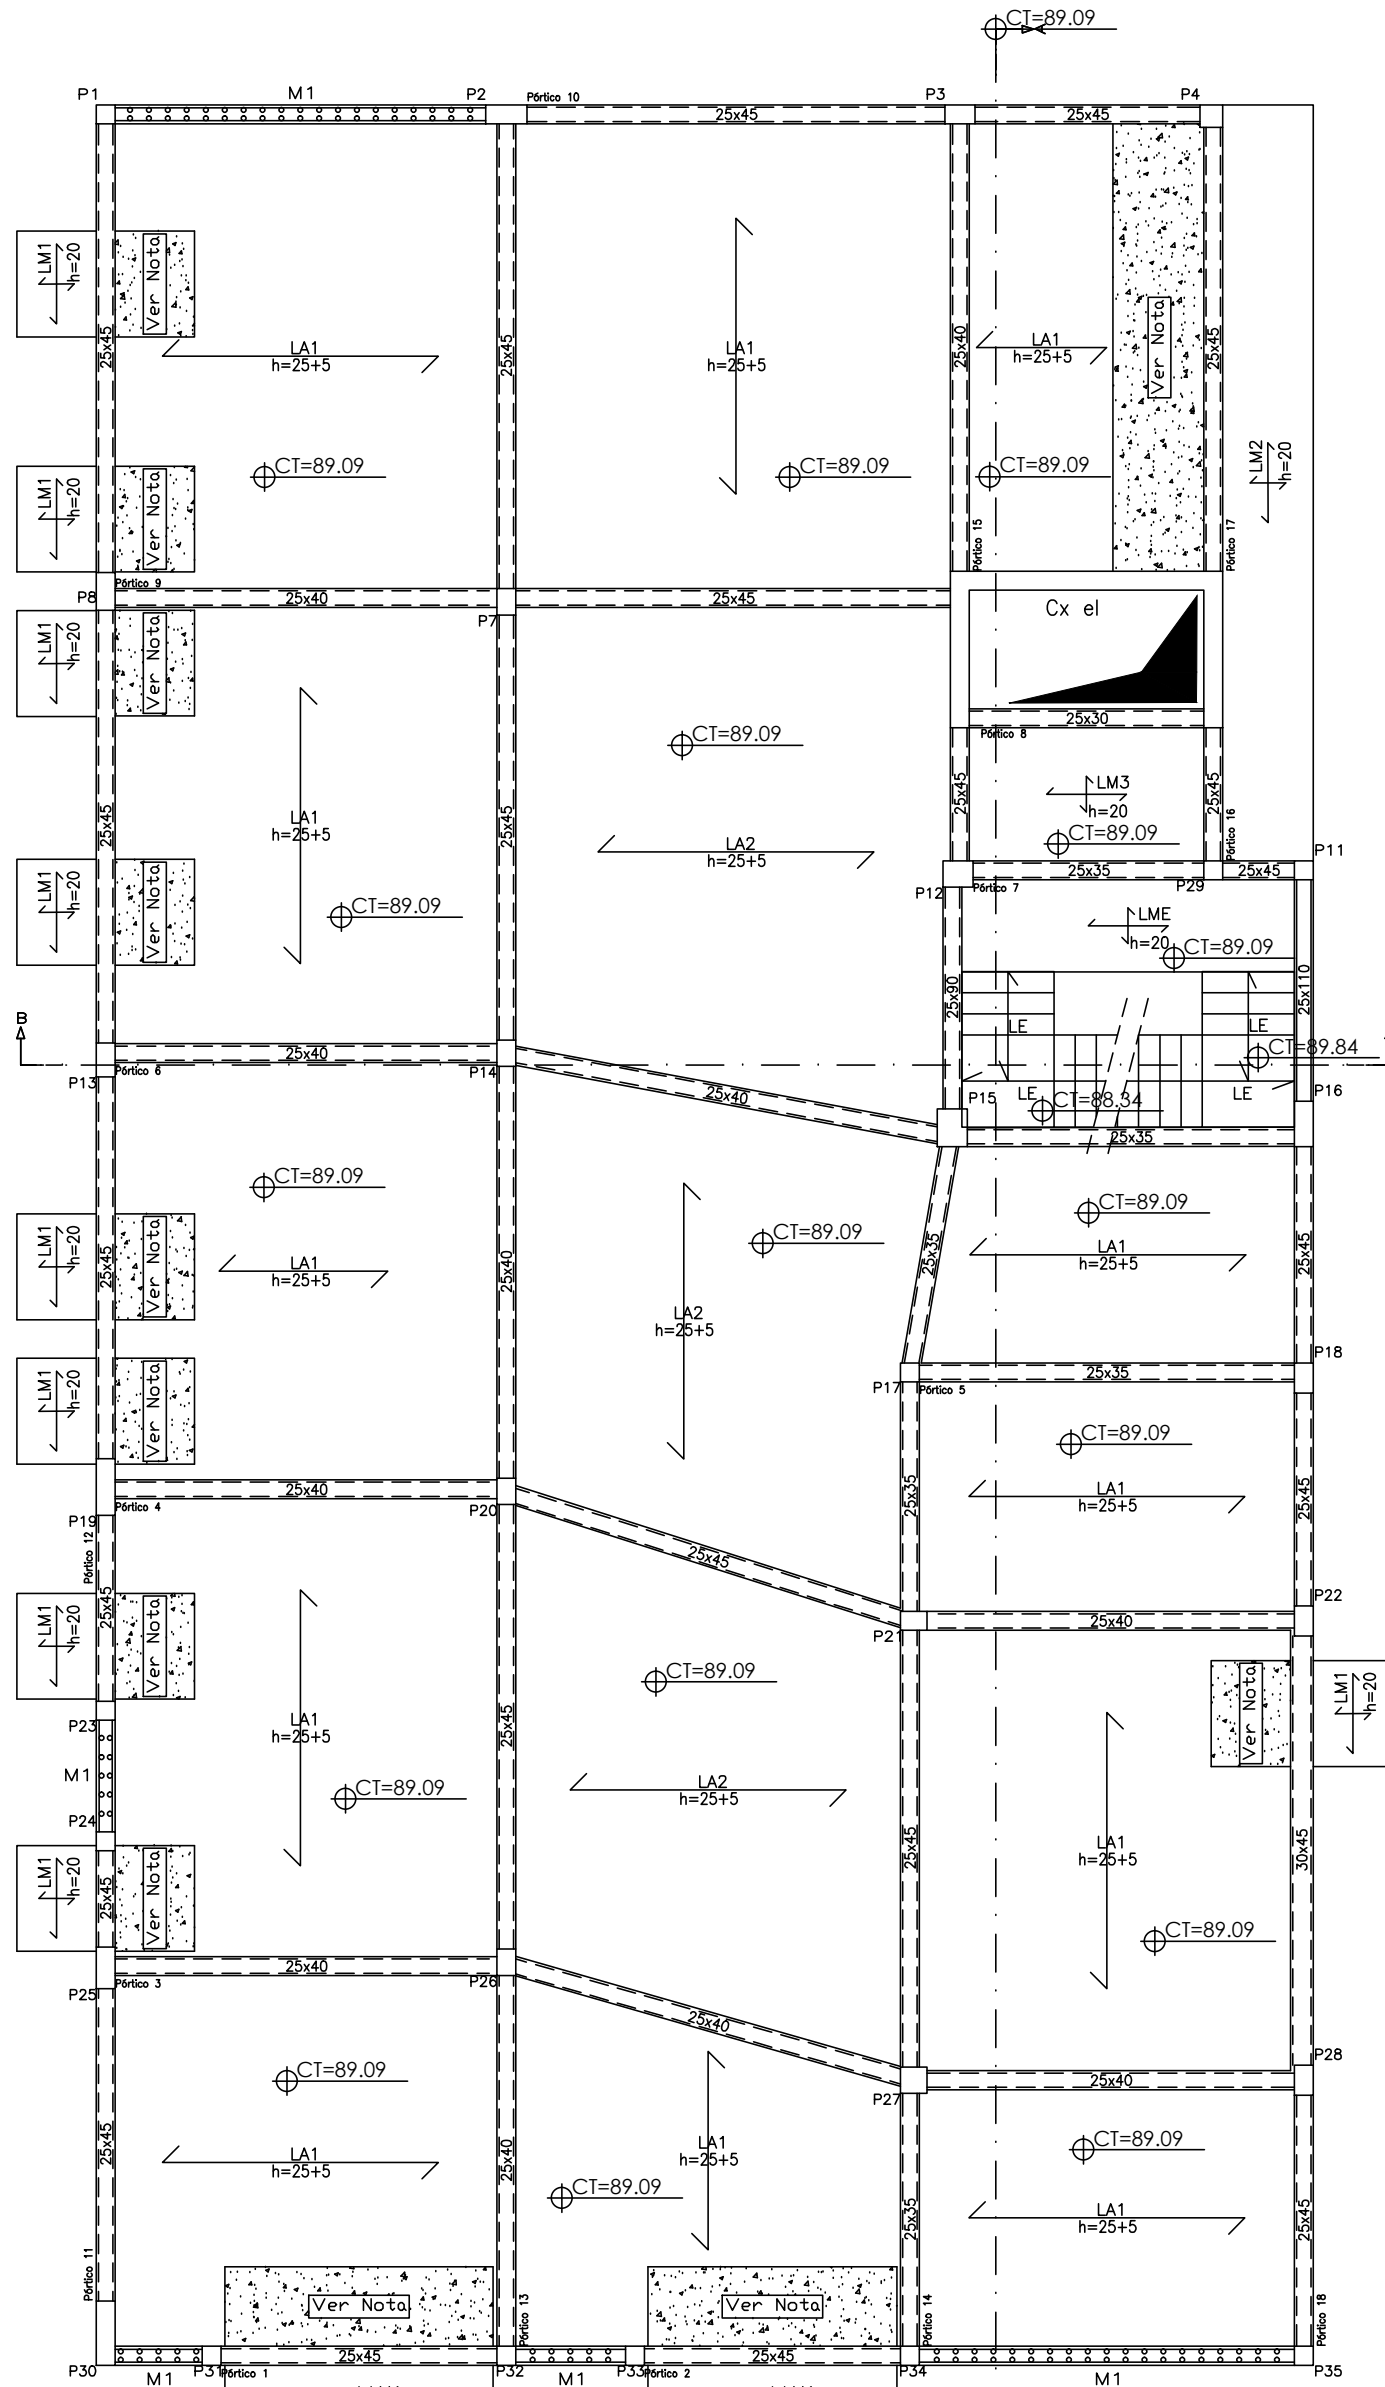 CT=89.09
P1
M1
P2
Pórtico 10
P3
P4
25x45
25x45
LM1
h=20
Ver Nota
25x45
LA1
h=25+5
25x45
LA1
h=25+5
25x40
LA1
h=25+5
Ver Nota
25x45
CT=89.09
CT=89.09
CT=89.09
LM2
h=20
LM1
h=20
Ver Nota
Pórtico 15
Pórtico 17
Pórtico 9
P8
25x40
25x45
P7
Cx el
LM1
h=20
Ver Nota
25x30
Pórtico 8
CT=89.09
25x45
LA1
h=25+5
25x45
LA2
h=25+5
25x45
LM3
h=20
25x45
CT=89.09
Pórtico 16
P11
25x35
25x45
P12
Pórtico 7
P29
LM1
h=20
Ver Nota
CT=89.09
LME
h=20
CT=89.09
25x90
25x110
B
LE
LE
CT=89.84
25x40
Pórtico 6
P13
P14
25x40
P15
LE
CT=88.34
LE
P16
25x35
CT=89.09
CT=89.09
CT=89.09
LM1
h=20
Ver Nota
25x45
LA1
h=25+5
25x40
25x35
LA1
h=25+5
25x45
LA2
h=25+5
P18
25x35
P17
Pórtico 5
LM1
h=20
Ver Nota
CT=89.09
25x40
Pórtico 4
P19
P20
25x35
LA1
h=25+5
25x45
Pórtico 12
25x45
25x45
P22
25x40
P21
LM1
h=20
Ver Nota
CT=89.09
Ver Nota
LM1
h=20
P23
LA1
h=25+5
25x45
M1
CT=89.09
LA2
h=25+5
P24
25x45
LA1
h=25+5
30x45
LM1
h=20
Ver Nota
25x45
CT=89.09
25x40
Pórtico 3
P25
P26
25x40
P28
25x40
P27
CT=89.09
25x45
LA1
h=25+5
25x40
LA1
h=25+5
CT=89.09
CT=89.09
25x35
LA1
h=25+5
25x45
Pórtico 11
Ver Nota
Pórtico 13
Ver Nota
Pórtico 14
Pórtico 18
25x45
25x45
P30
M1
P31
Pórtico 1
P32
M1
P33
Pórtico 2
P34
M1
P35